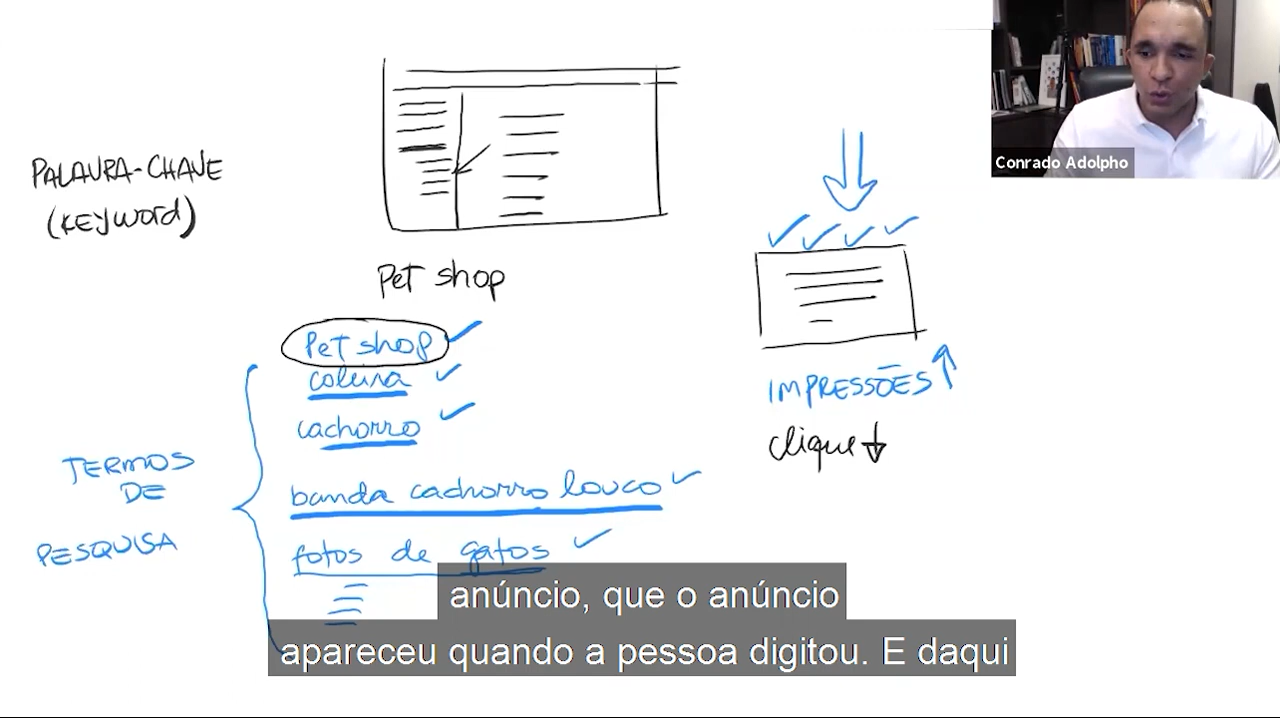 Conrado Adolpho
PALAVRA-CHAVE
(KEYWORD)
Pet shop
Pet shop
coleira
cachorro
banda cachorro louco
fotos de gatos
TERMOS
DE
PESQUISA
IMPRESSÕES
clique
anúncio, que o anúncio
apareceu quando a pessoa digitou. E daqui